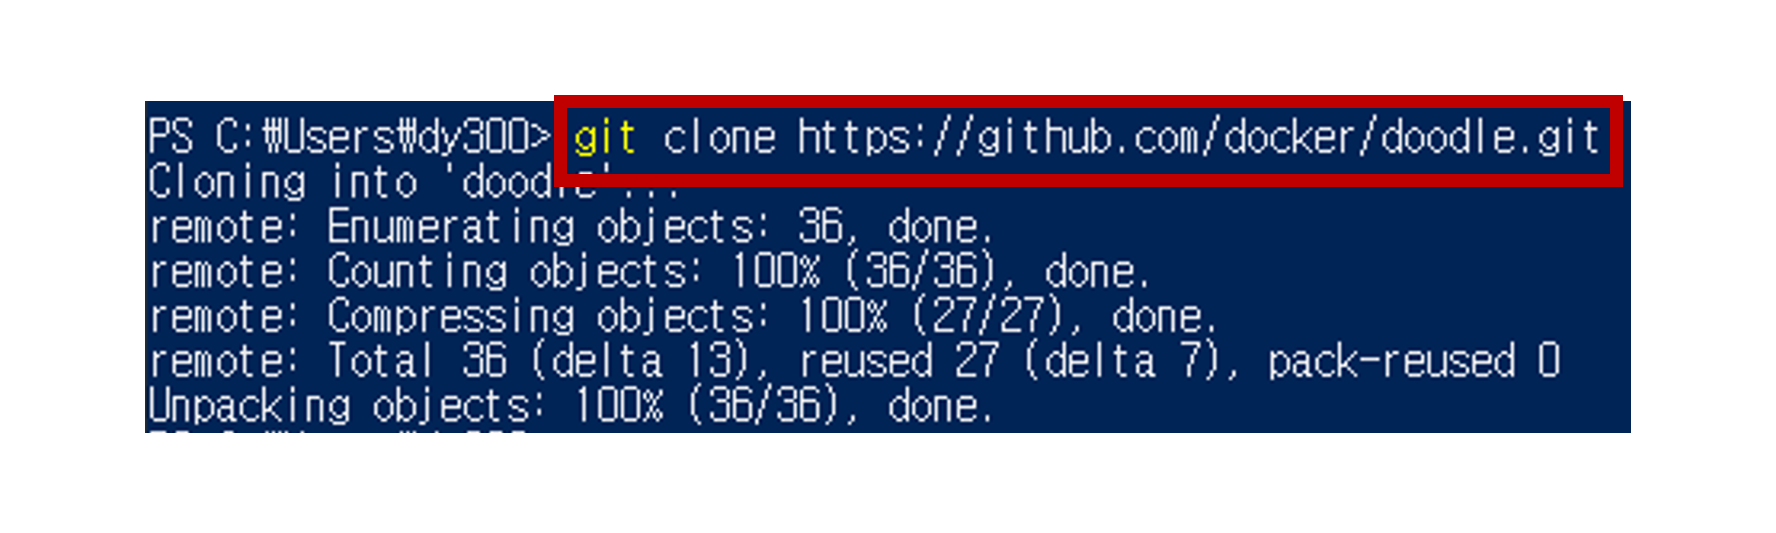 PS C:₩Users₩dy300> git clone https://github.com/docker/doodle.git
Cloning into 'doodle'...
remote: Enumerating objects: 36, done.
remote: Counting objects: 100% (36/36), done.
remote: Compressing objects: 100% (27/27), done.
remote: Total 36 (delta 13), reused 27 (delta 7), pack-reused 0
Unpacking objects: 100% (36/36), done.